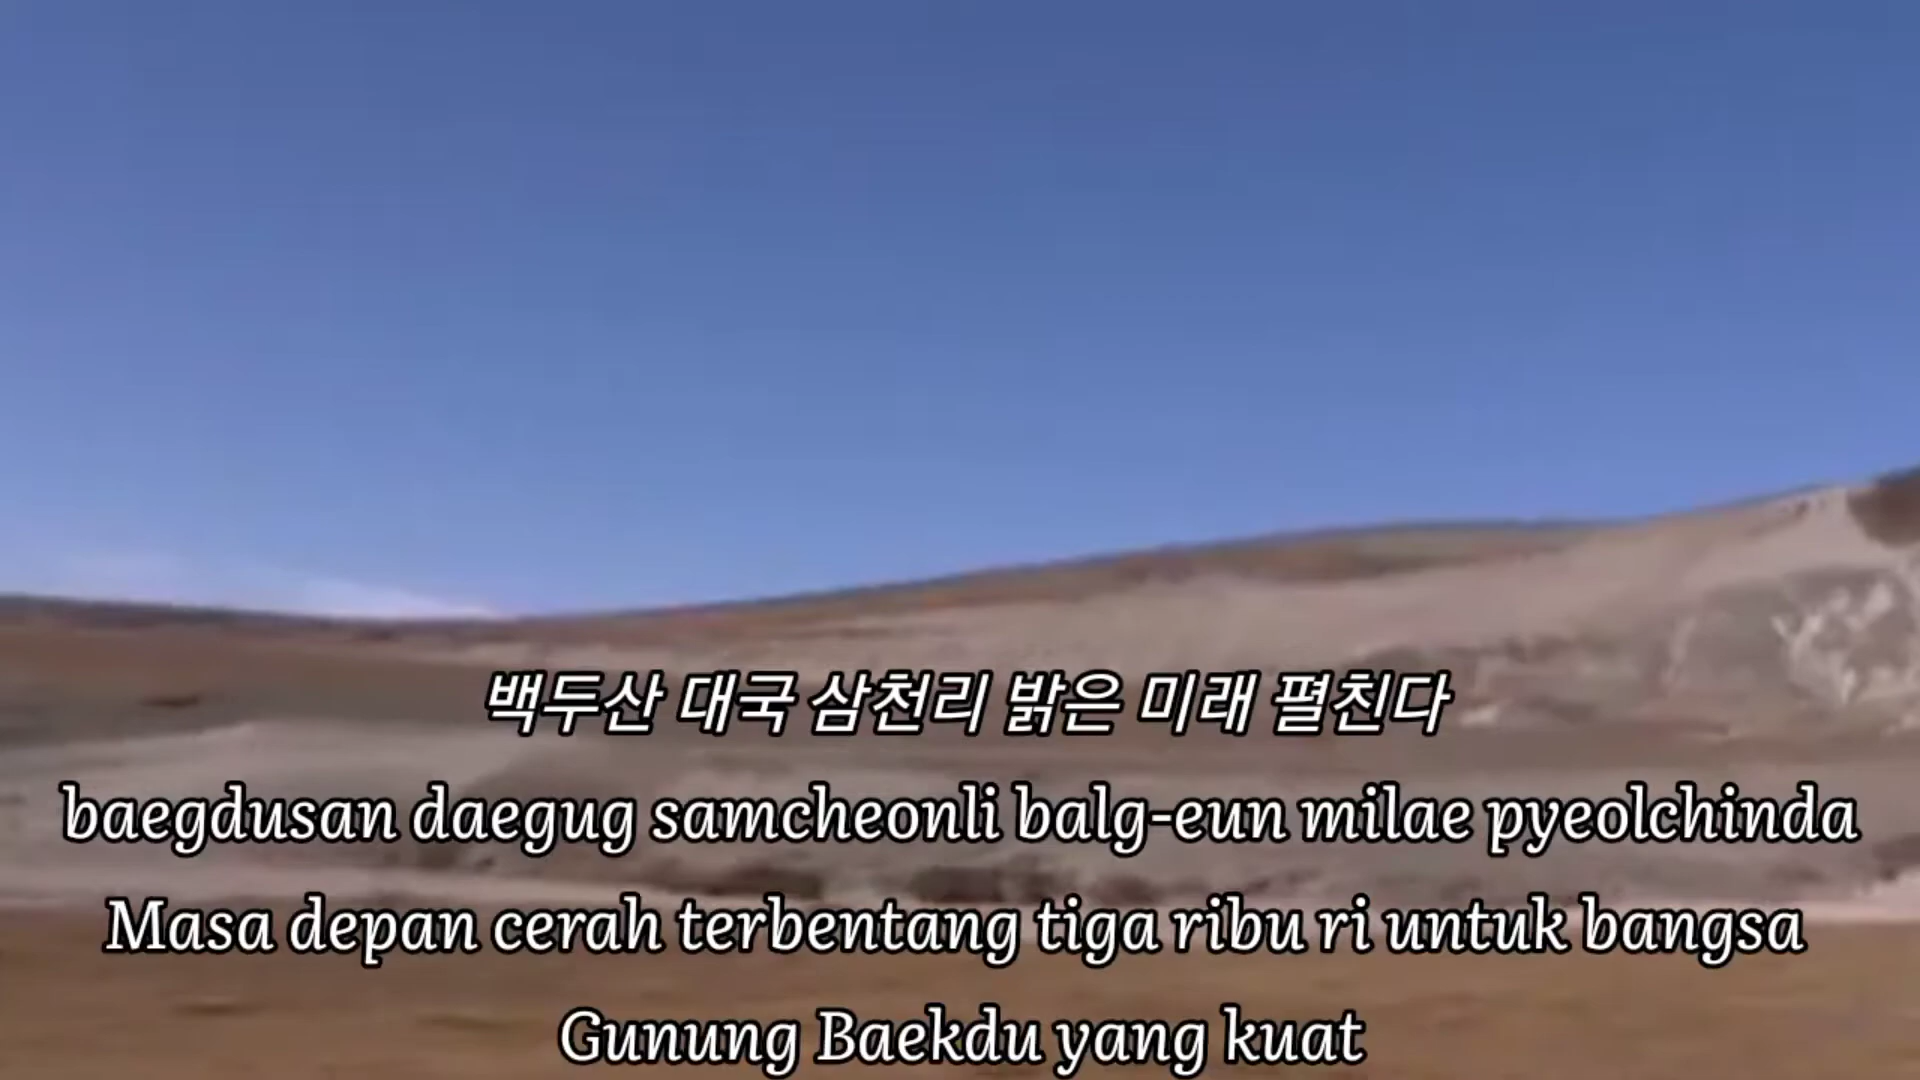 백두산 대국 삼천리 밝은 미래 펼친다
baegdusan daegug samcheonli balg-eun milae pyeolchinda
Masa depan cerah terbentang tiga ribu ri untuk bangsa
Gunung Baekdu yang kuat